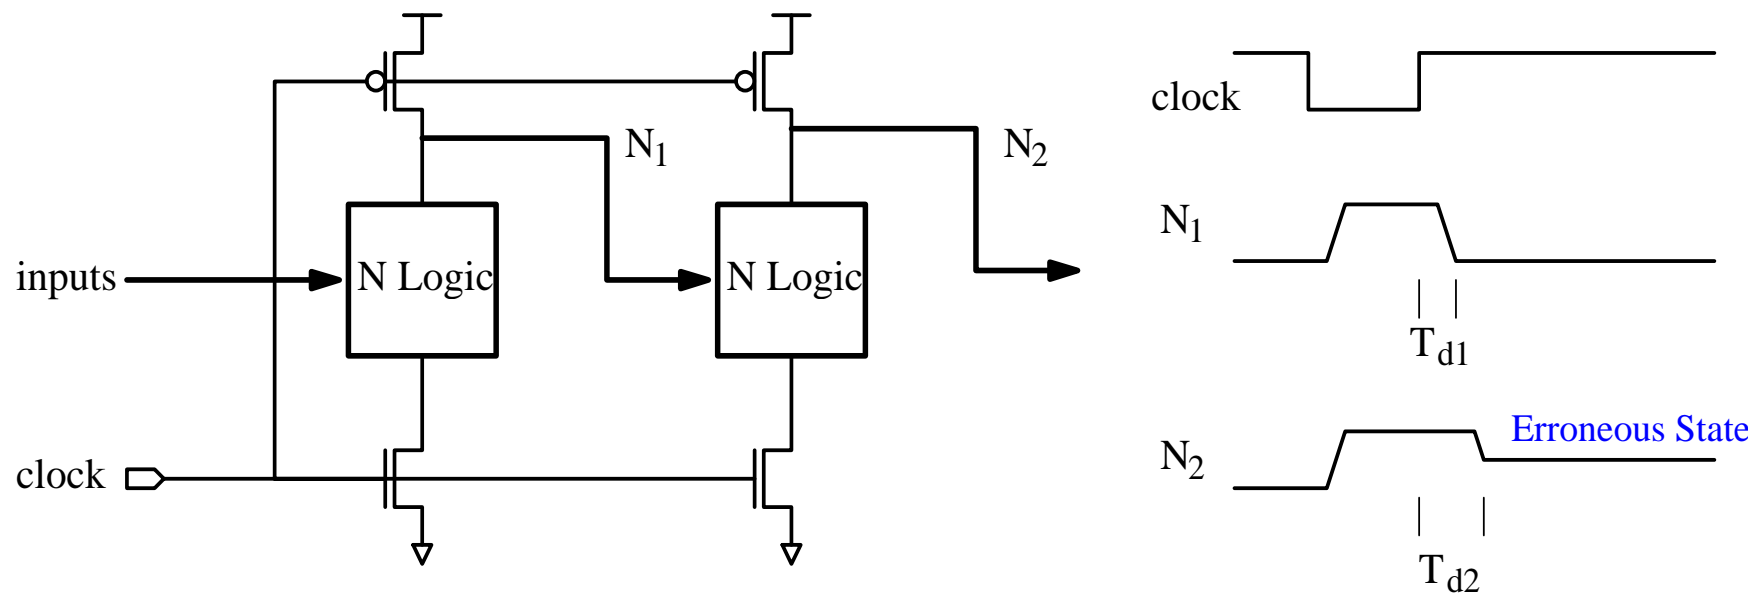 clock
N1
N2
N1
inputs
N Logic
N Logic
Td1
Erroneous State
N2
clock
Td2